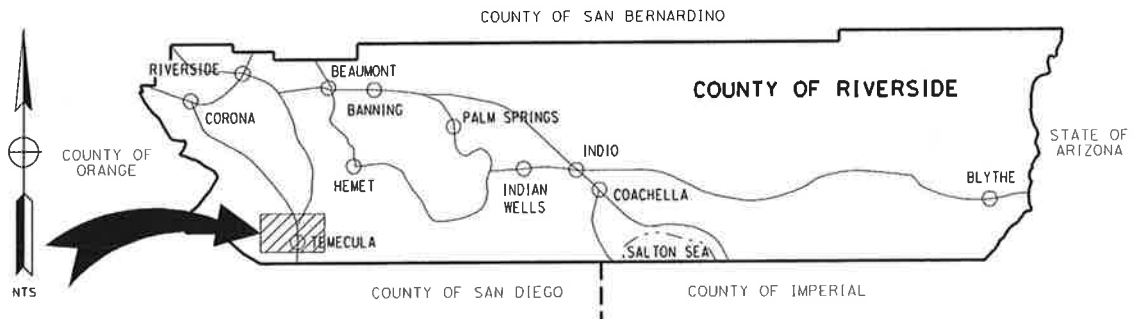 COUNTY OF SAN BERNARDINO
RIVERSIDE
BEAUMONT
COUNTY OF RIVERSIDE
BANNING
CORONA
PALM SPRINGS
STATE OF
ARIZONA
COUNTY OF
ORANGE
INDIO
HEMET
INDIAN
WELLS
COACHELLA
BLYTHE
TEMECULA
SALTON SEA
NTS
COUNTY OF SAN DIEGO
COUNTY OF IMPERIAL